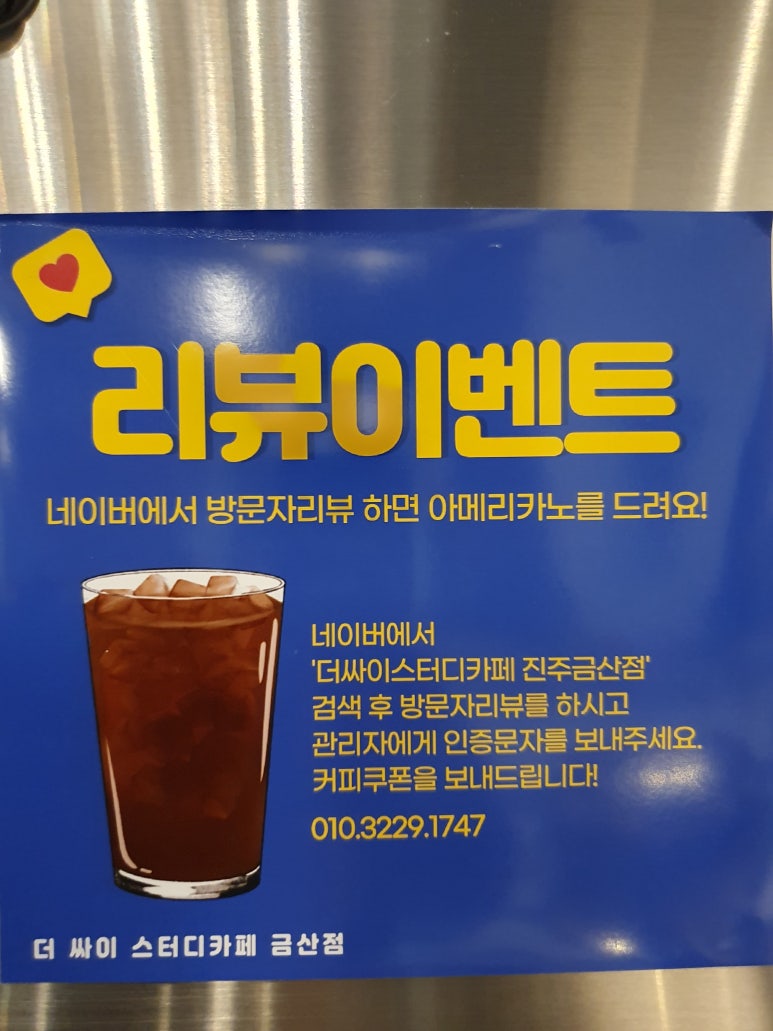 리뷰이벤트
네이버에서 방문자리뷰 하면 아메리카노를 드려요!
네이버에서
'더싸이스터디카페 진주금산점'
검색 후 방문자리뷰를 하시고
관리자에게 인증문자를 보내주세요.
커피쿠폰을 보내드립니다!
010.3229.1747
더 싸이 스터디카페 금산점